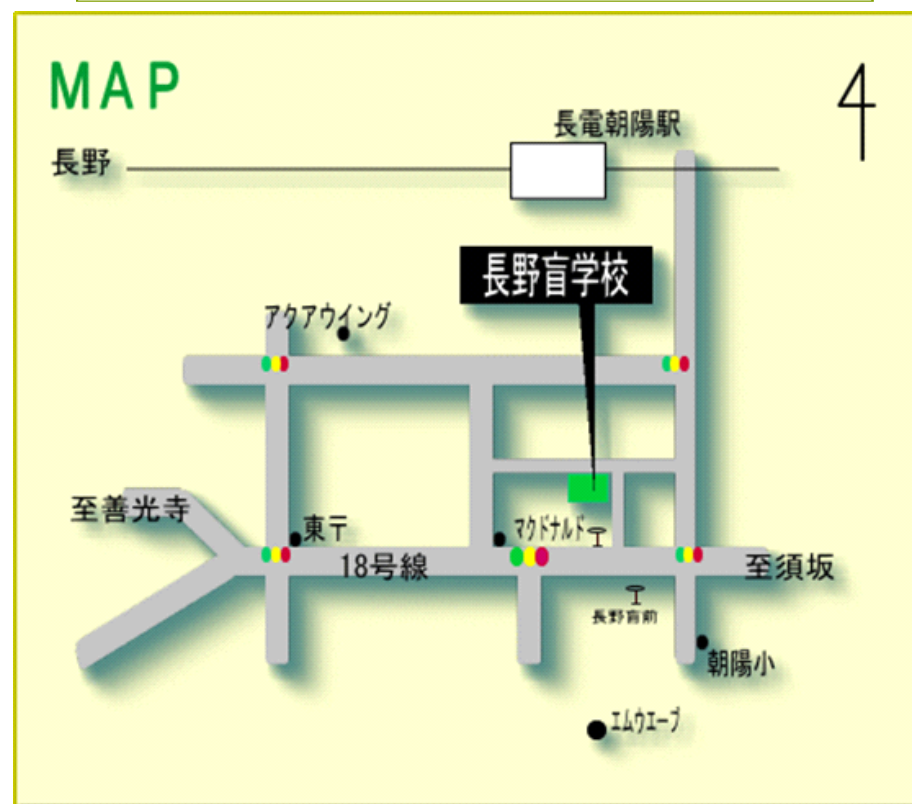 MAP
長電朝陽駅
長野
長野盲学校
アクアウイング
至善光寺
東〒
マクドナルド
18号線
至須坂
長野盲前
朝陽小
エムウエーブ